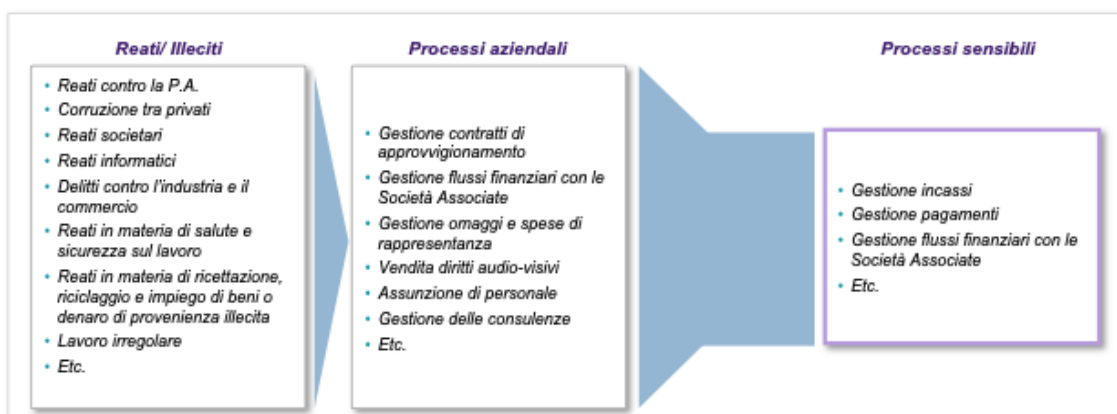 Reati/ Illeciti
• Reati contro la P.A.
• Corruzione tra privati
• Reati societari
• Reati informatici
• Delitti contro l'industria e il
commercio
• Reati in materia di salute e
sicurezza sul lavoro
• Reati in materia di ricettazione,
riciclaggio e impiego di beni o
denaro di provenienza illecita
• Lavoro irregolare
• Etc.
Processi aziendali
• Gestione contratti di
approvvigionamento
• Gestione flussi finanziari con le
Società Associate
• Gestione omaggi e spese di
rappresentanza
• Vendita diritti audio-visivi
• Assunzione di personale
• Gestione delle consulenze
• Etc.
Processi sensibili
• Gestione incassi
• Gestione pagamenti
• Gestione flussi finanziari con le
Società Associate
• Etc.